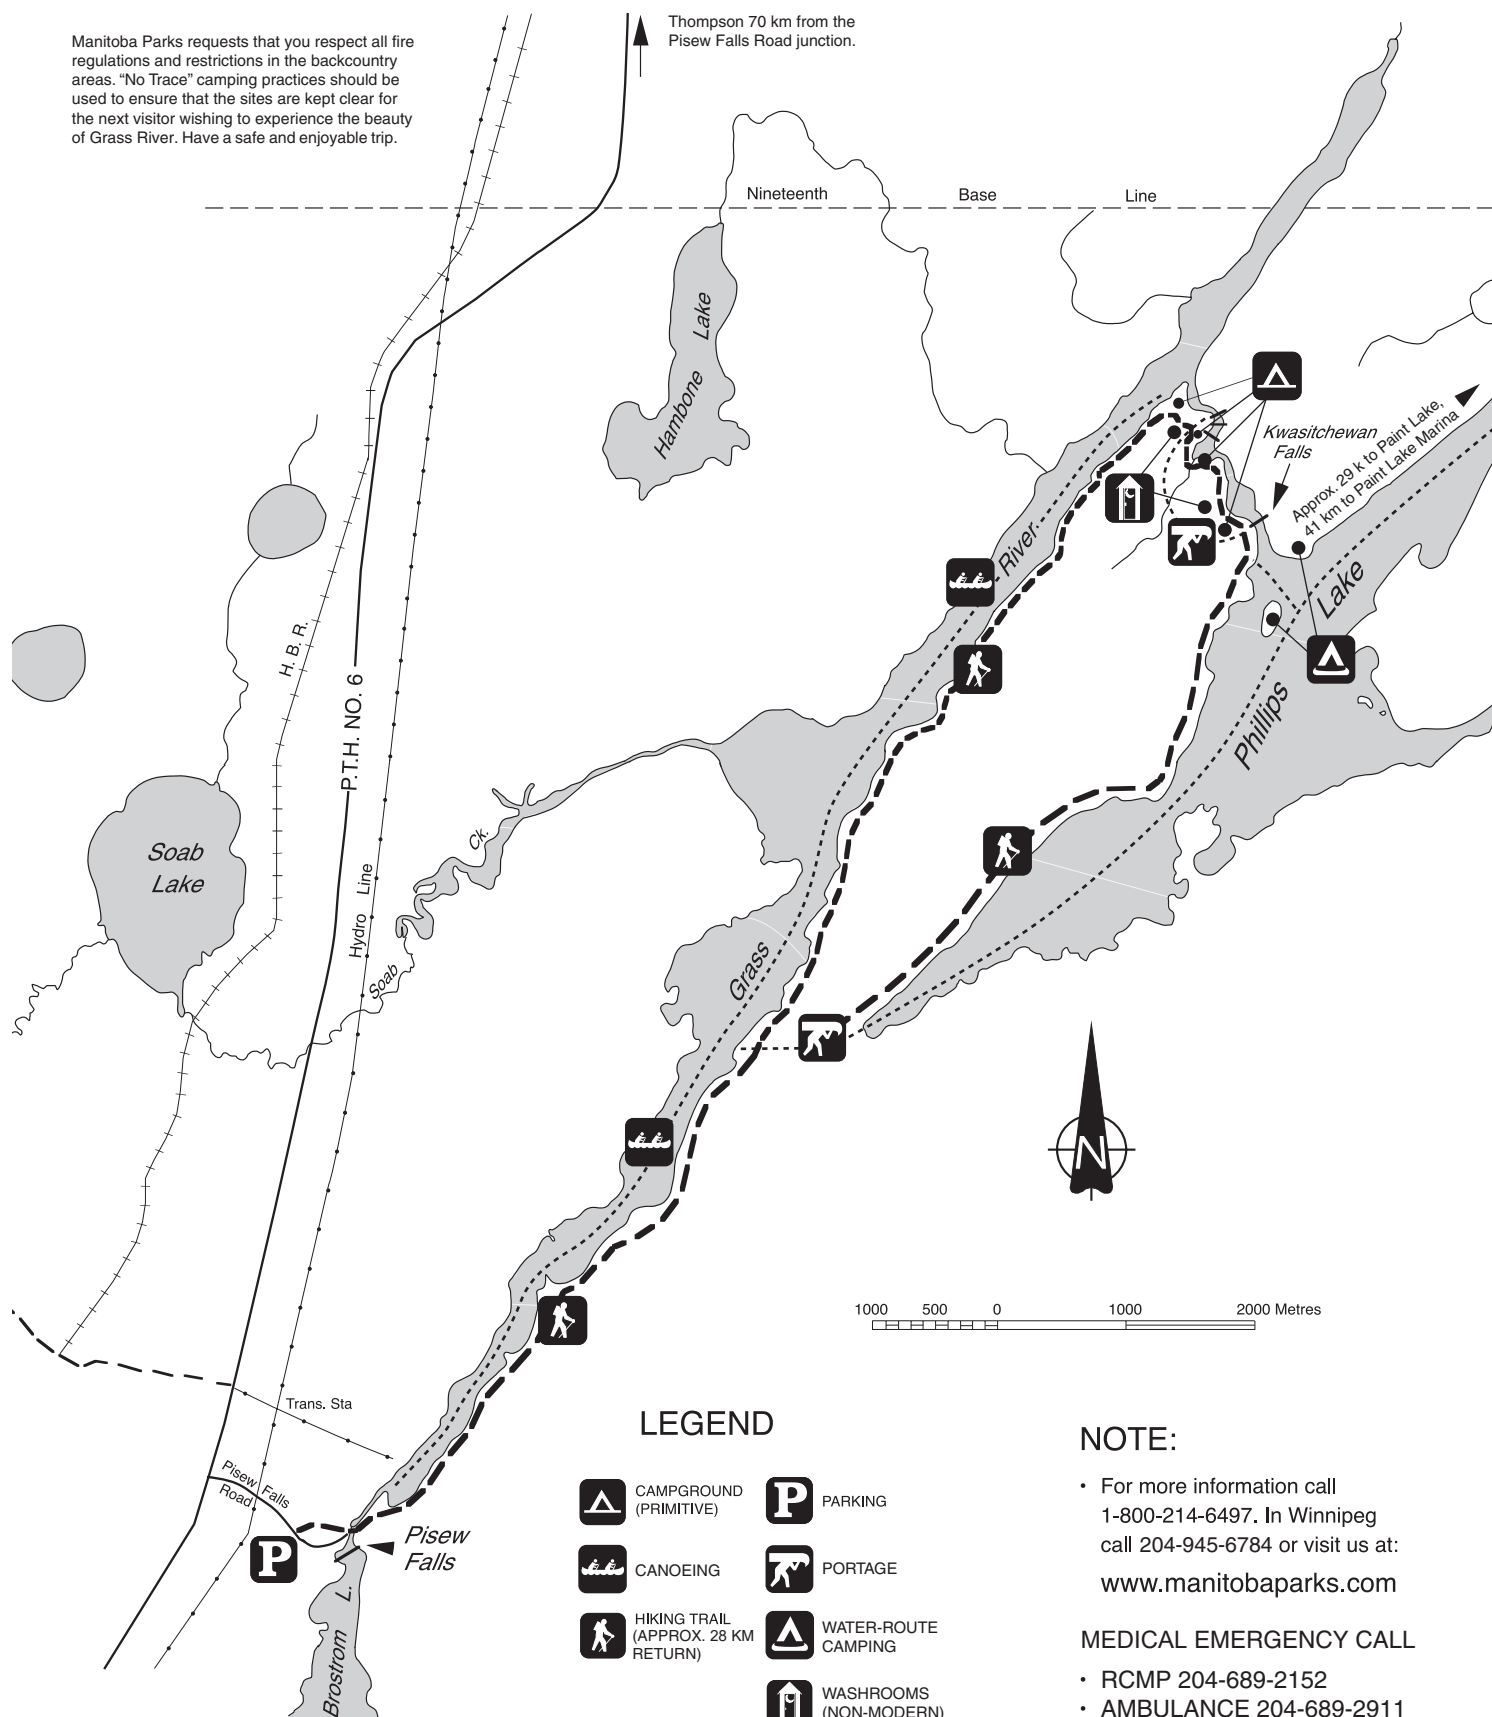 Manitoba Parks requests that you respect all fire
regulations and restrictions in the backcountry
areas. “No Trace” camping practices should be
used to ensure that the sites are kept clear for
the next visitor wishing to experience the beauty
of Grass River. Have a safe and enjoyable trip.
Thompson 70 km from the
Pisew Falls Road junction.
Nineteenth Base Line
Hambone Lake
Kwasitchewan
Falls
Approx. 29 k to Paint Lake,
41 km to Paint Lake Marina
H. B. R.
P.T.H. NO. 6
Hydro Line
Soab
Lake
Soab Ck.
Grass River
Phillips Lake
N
1000 500 0 1000 2000 Metres
Trans. Sta
Pisew Falls
Road
P
Pisew
Falls
Brostrom L.
LEGEND
CAMPGROUND
(PRIMITIVE)
CANOEING
HIKING TRAIL
(APPROX. 28 KM
RETURN)
P PARKING
PORTAGE
WATER-ROUTE
CAMPING
WASHROOMS
(NON-MODERN)
NOTE:
• For more information call
1-800-214-6497. In Winnipeg
call 204-945-6784 or visit us at:
www.manitobaparks.com
MEDICAL EMERGENCY CALL
• RCMP 204-689-2152
• AMBULANCE 204-689-2911